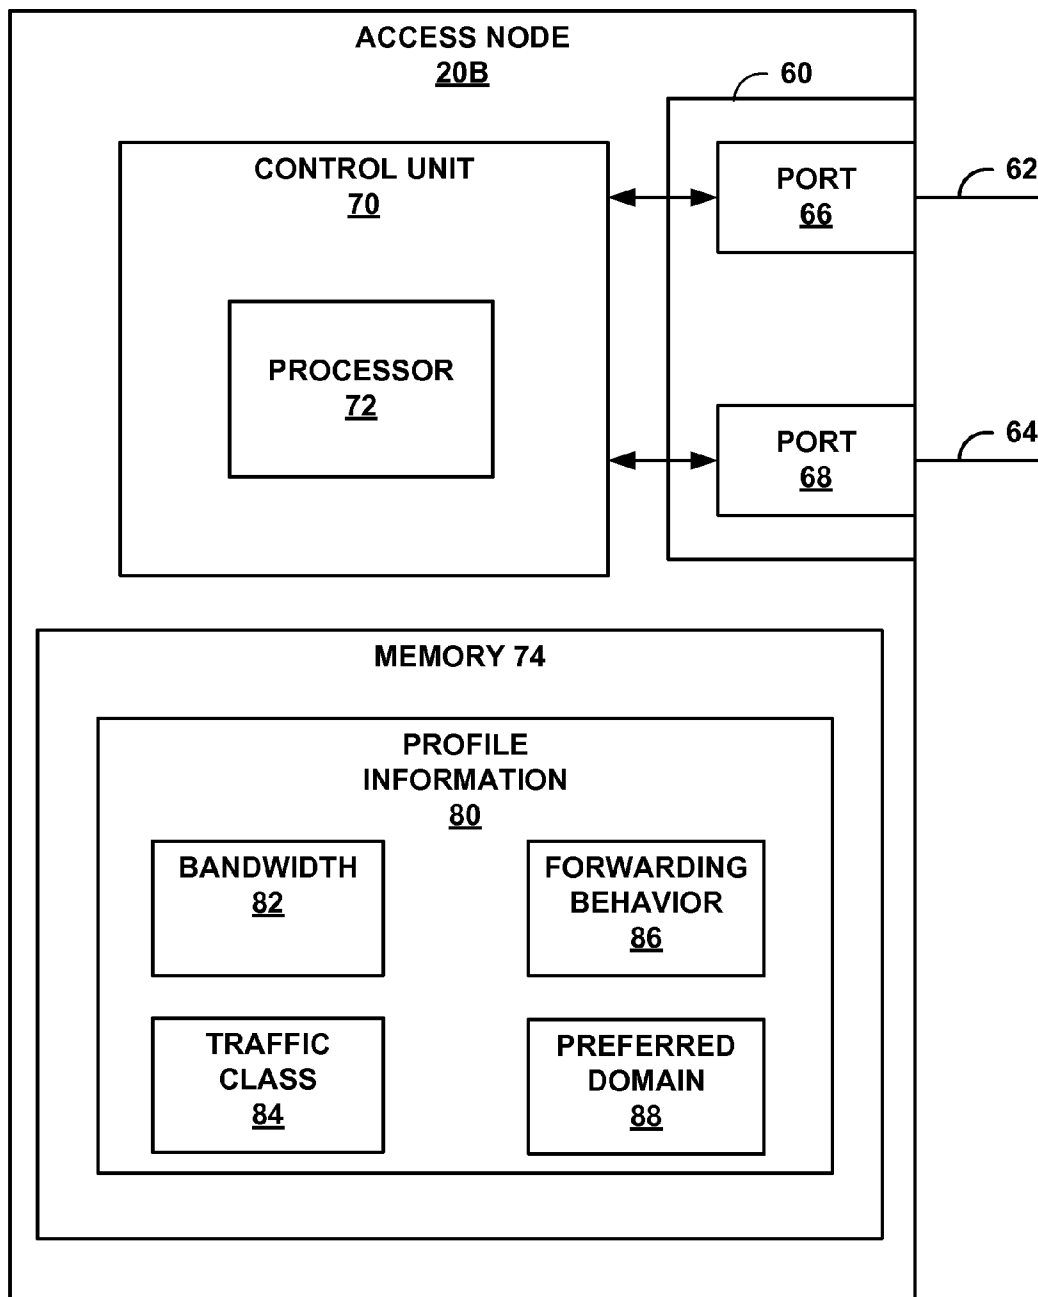 ACCESS NODE
20B
60
CONTROL UNIT
70
PORT
66
62
PROCESSOR
72
PORT
68
64
MEMORY 74
PROFILE
INFORMATION
80
BANDWIDTH
82
FORWARDING
BEHAVIOR
86
TRAFFIC
CLASS
84
PREFERRED
DOMAIN
88